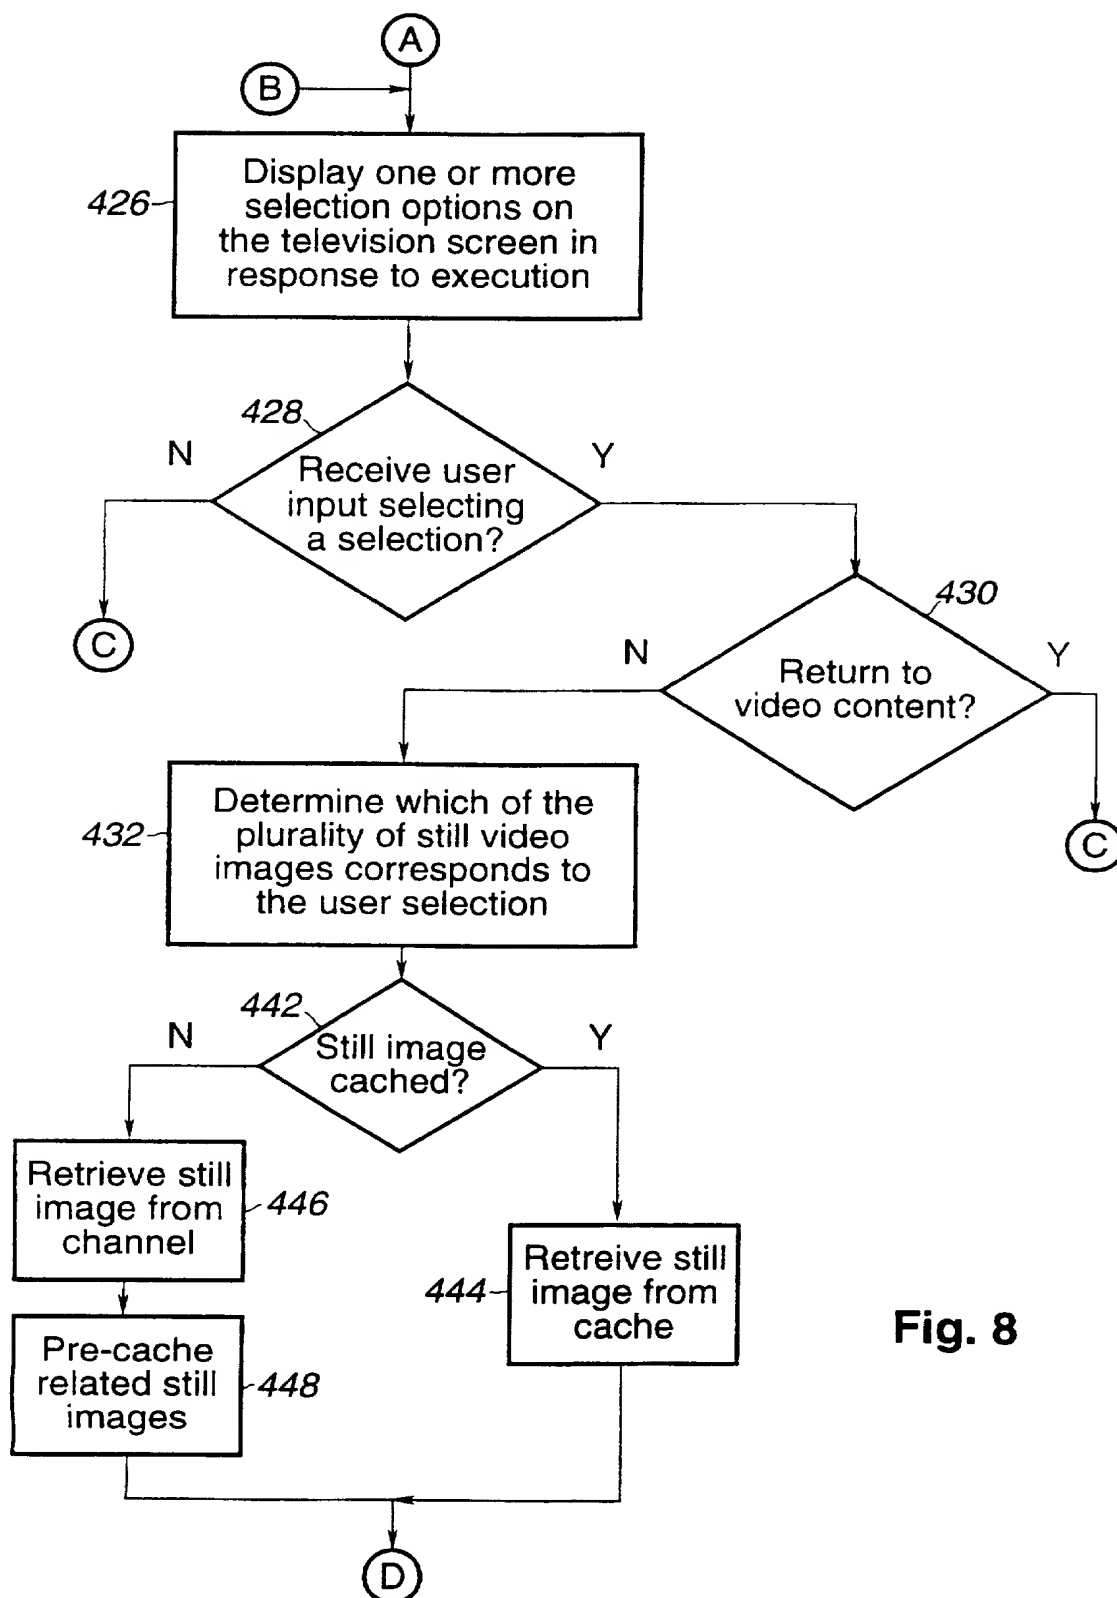 A
B
426
Display one or more
selection options on
the television screen in
response to execution
428
N
Y
Receive user
input selecting
a selection?
C
430
N
Y
Return to
video content?
C
432
Determine which of the
plurality of still video
images corresponds to
the user selection
442
N
Y
Still image
cached?
Retrieve still
image from
channel
446
444
Retreive still
image from
cache
Pre-cache
related still
images
448
Fig. 8
D